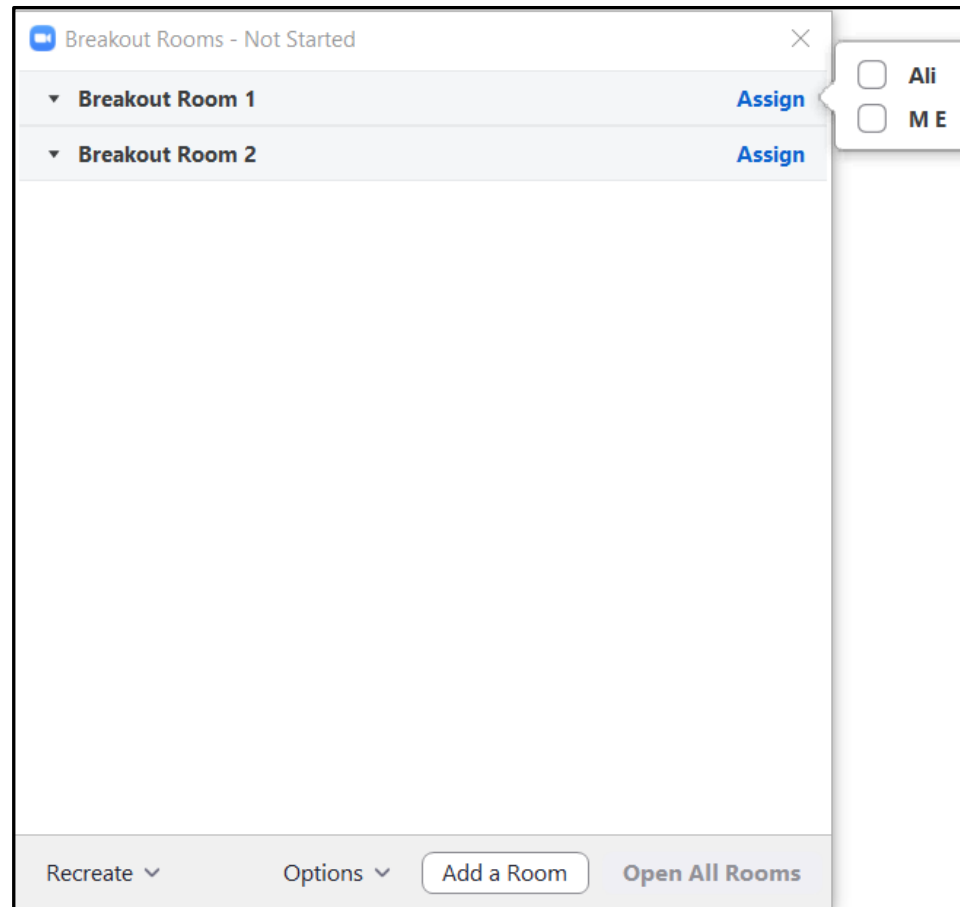 Breakout Rooms - Not Started
Breakout Room 1 Assign
Ali
M E
Breakout Room 2 Assign
Recreate Options Add a Room Open All Rooms